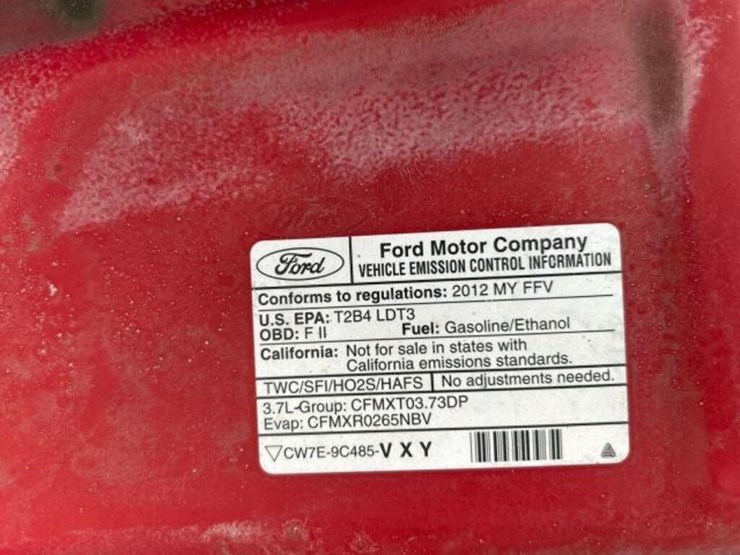 Ford
Ford Motor Company
VEHICLE EMISSION CONTROL INFORMATION
Conforms to regulations: 2012 MY FFV
U.S. EPA: T2B4 LDT3
OBD: F II Fuel: Gasoline/Ethanol
California: Not for sale in states with
California emissions standards.
TWC/SFI/HO2S/HAFS No adjustments needed.
3.7L-Group: CFMXT03.73DP
Evap: CFMXR0265NBV
▽CW7E-9C485-V X Y